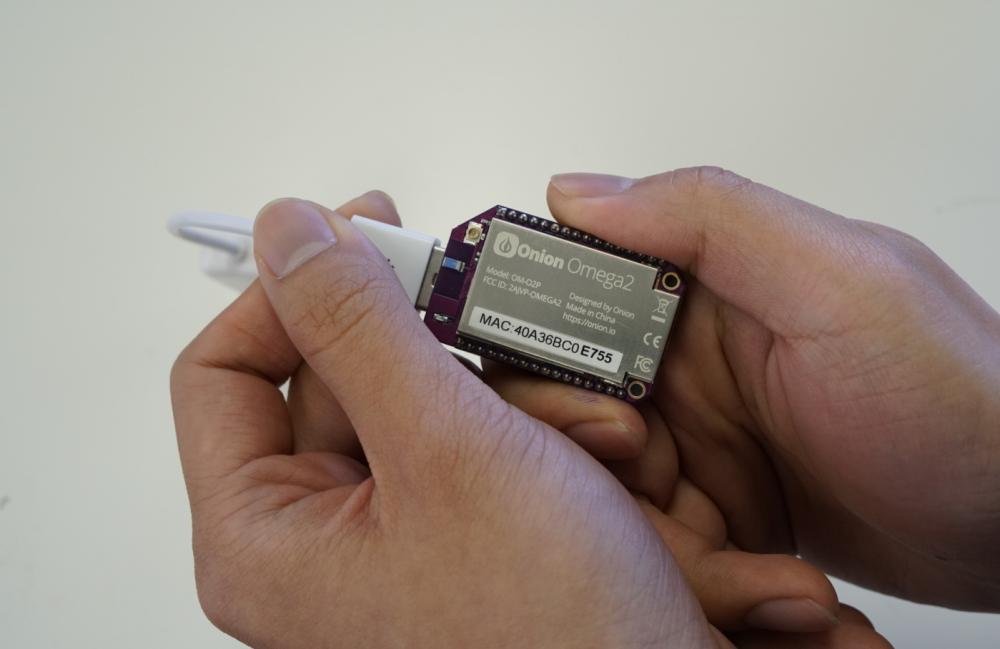 Onion Omega2
Model: OM-O2P
FCC ID: 2AJVP-OMEGA2
Designed by Onion
Made in China
https://onion.io
MAC:40A36BC0E755
CE
FC